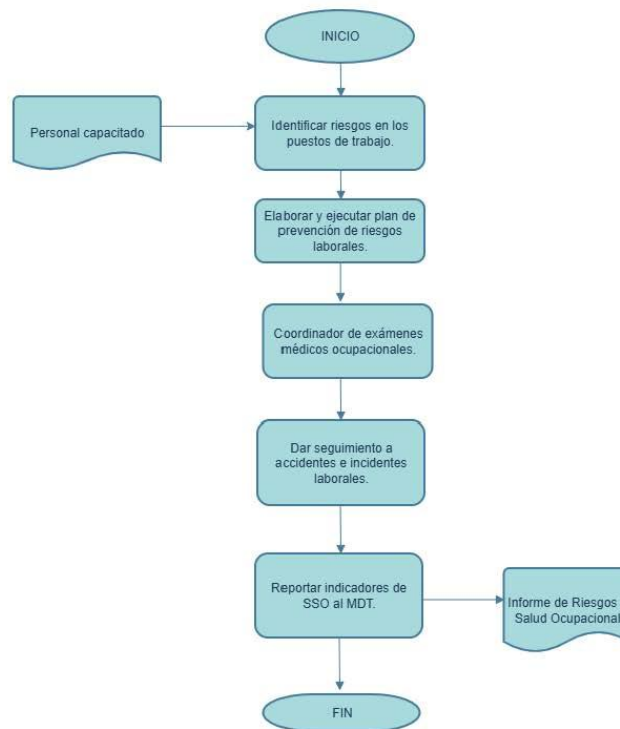 INICIO
Personal capacitado
Identificar riesgos en los
puestos de trabajo.
Elaborar y ejecutar plan de
prevención de riesgos
laborales.
Coordinador de exámenes
médicos ocupacionales.
Dar seguimiento a
accidentes e incidentes
laborales.
Reportar indicadores de
SSO al MDT.
Informe de Riesgos
Salud Ocupacional
FIN